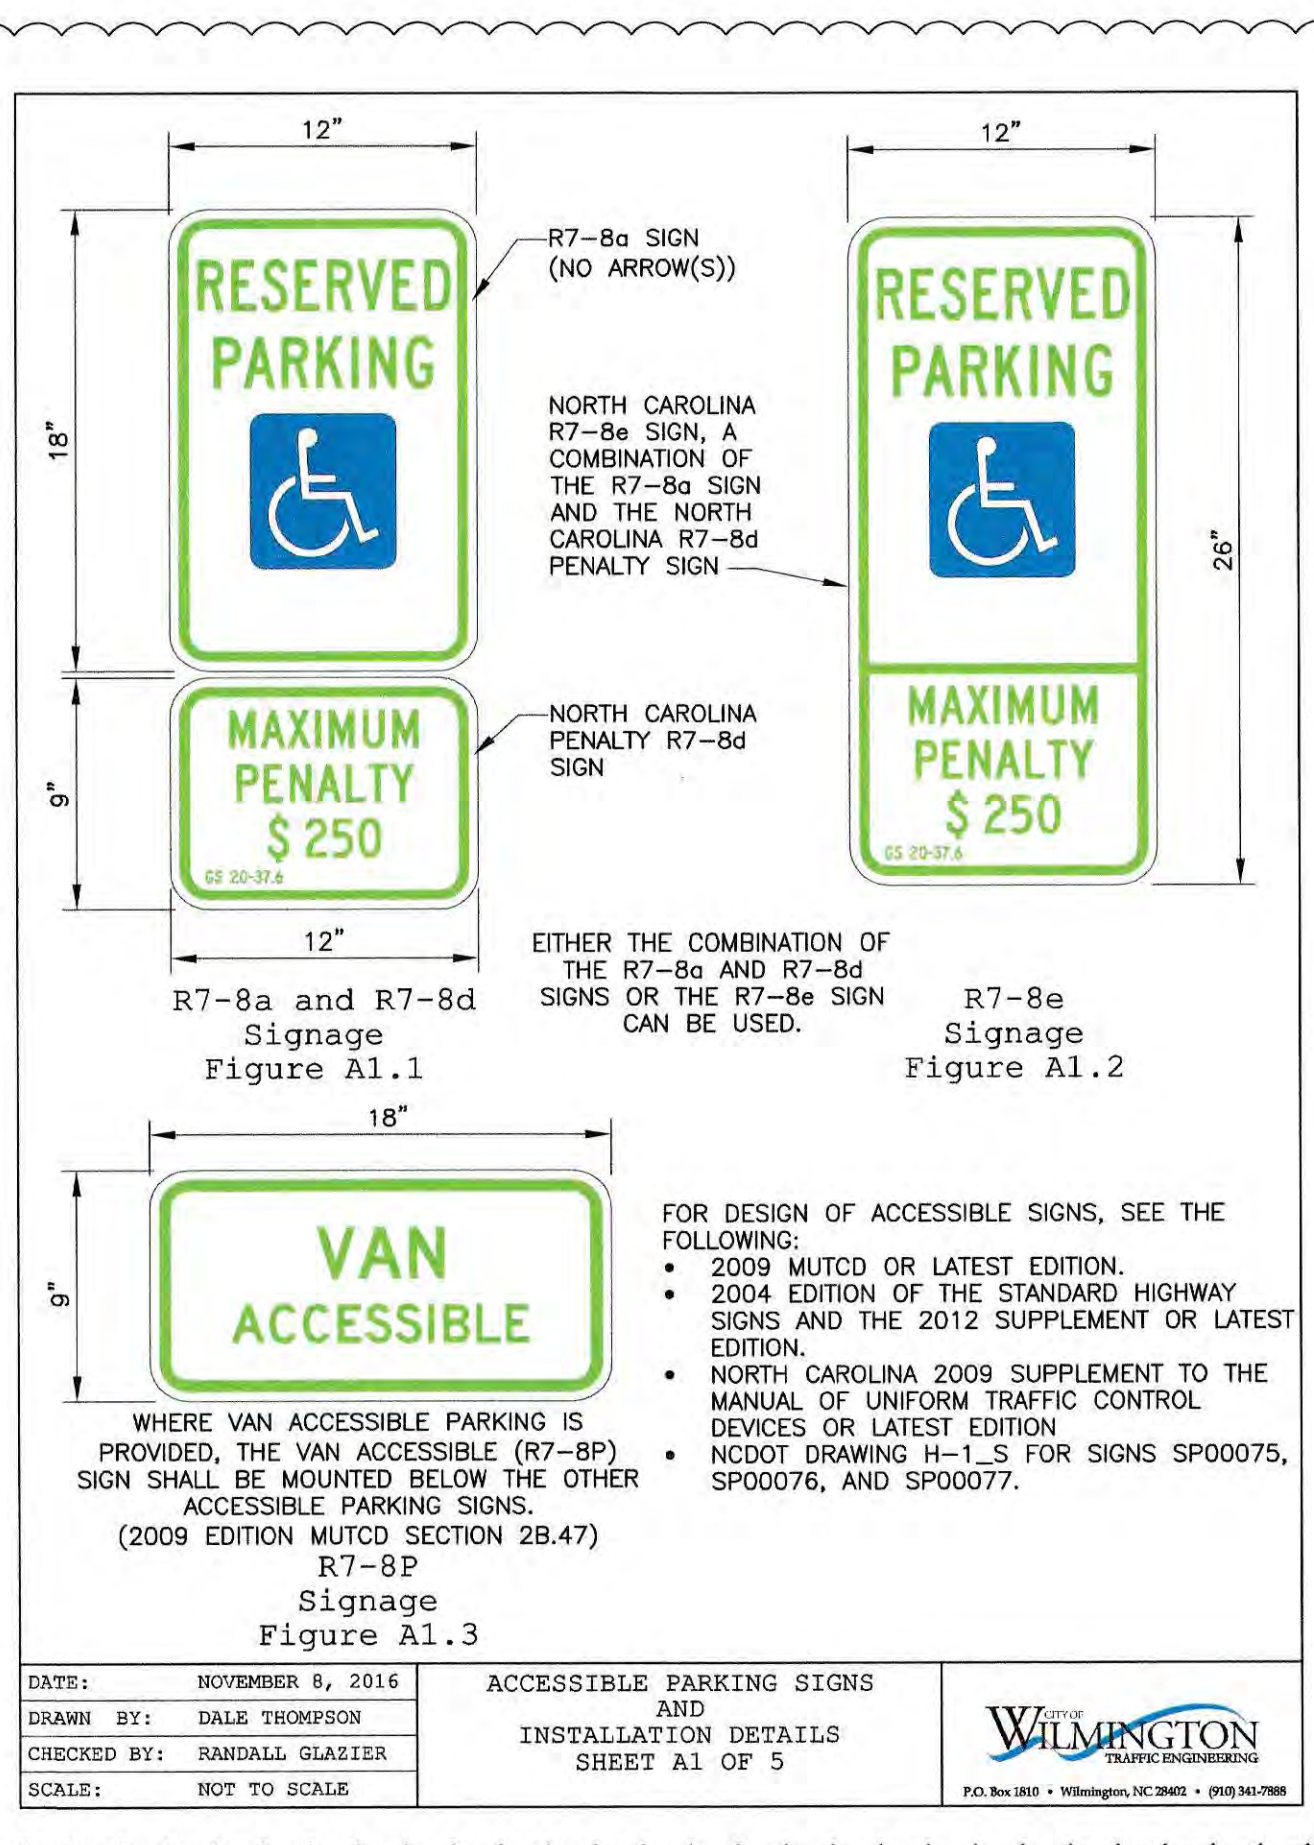 12"
RESERVED
PARKING
18"
R7-8a SIGN
(NO ARROW(S))
MAXIMUM
PENALTY
$ 250
GS 20-37.6
9"
12"
NORTH CAROLINA
PENALTY R7-8d
SIGN
R7-8a and R7-8d
Signage
Figure A1.1
NORTH CAROLINA
R7-8e SIGN, A
COMBINATION OF
THE R7-8a SIGN
AND THE NORTH
CAROLINA R7-8d
PENALTY SIGN
12"
RESERVED
PARKING
MAXIMUM
PENALTY
$ 250
GS 20-37.6
26"
EITHER THE COMBINATION OF
THE R7-8a AND R7-8d
SIGNS OR THE R7-8e SIGN
CAN BE USED.
R7-8e
Signage
Figure A1.2
18"
9"
VAN
ACCESSIBLE
WHERE VAN ACCESSIBLE PARKING IS
PROVIDED, THE VAN ACCESSIBLE (R7-8P)
SIGN SHALL BE MOUNTED BELOW THE OTHER
ACCESSIBLE PARKING SIGNS.
(2009 EDITION MUTCD SECTION 2B.47)
R7-8P
Signage
Figure A1.3
FOR DESIGN OF ACCESSIBLE SIGNS, SEE THE
FOLLOWING:
• 2009 MUTCD OR LATEST EDITION.
• 2004 EDITION OF THE STANDARD HIGHWAY
SIGNS AND THE 2012 SUPPLEMENT OR LATEST
EDITION.
• NORTH CAROLINA 2009 SUPPLEMENT TO THE
MANUAL OF UNIFORM TRAFFIC CONTROL
DEVICES OR LATEST EDITION
• NCDOT DRAWING H-1_S FOR SIGNS SP00075,
SP00076, AND SP00077.
DATE: NOVEMBER 8, 2016
DRAWN BY: DALE THOMPSON
CHECKED BY: RANDALL GLAZIER
SCALE: NOT TO SCALE
ACCESSIBLE PARKING SIGNS
AND
INSTALLATION DETAILS
SHEET A1 OF 5
CITY OF
WILMINGTON
TRAFFIC ENGINEERING
P.O. Box 1810 • Wilmington, NC 28402 • (910) 341-7888